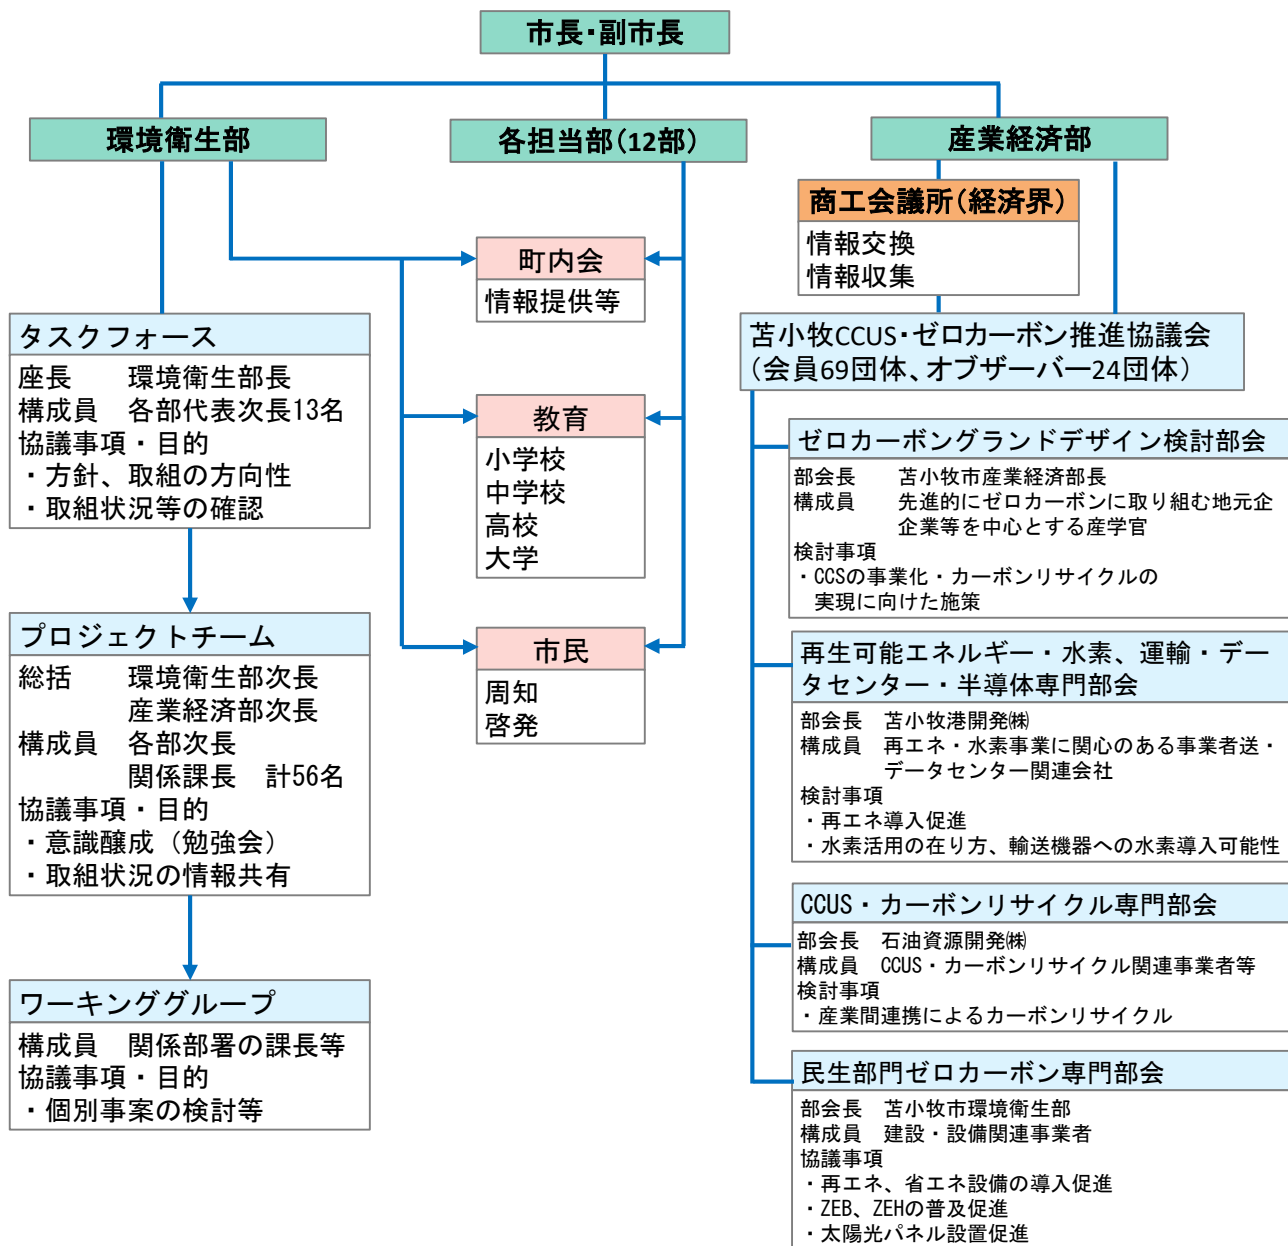 市長・副市長
環境衛生部
各担当部（12部）
産業経済部
商工会議所（経済界）
情報交換
情報収集
町内会
情報提供等
教育
小学校
中学校
高校
大学
市民
周知
啓発
タスクフォース
座長　環境衛生部長
構成員　各部代表次長13名
協議事項・目的
・方針、取組の方向性
・取組状況等の確認
プロジェクトチーム
総括　環境衛生部次長
産業経済部次長
構成員　各部次長
関係課長　計56名
協議事項・目的
・意識醸成（勉強会）
・取組状況の情報共有
ワーキンググループ
構成員　関係部署の課長等
協議事項・目的
・個別事案の検討等
苫小牧CCUS・ゼロカーボン推進協議会
（会員69団体、オブザーバー24団体）
ゼロカーボングランドデザイン検討部会
部会長　苫小牧市産業経済部長
構成員　先進的にゼロカーボンに取り組む地元企
企業等を中心とする産学官
検討事項
・CCSの事業化・カーボンリサイクルの
実現に向けた施策
再生可能エネルギー・水素、運輸・デー
タセンター・半導体専門部会
部会長　苫小牧港開発㈱
構成員　再エネ・水素事業に関心のある事業者送・
データセンター関連会社
検討事項
・再エネ導入促進
・水素活用の在り方、輸送機器への水素導入可能性
CCUS・カーボンリサイクル専門部会
部会長　石油資源開発㈱
構成員　CCUS・カーボンリサイクル関連事業者等
検討事項
・産業間連携によるカーボンリサイクル
民生部門ゼロカーボン専門部会
部会長　苫小牧市環境衛生部
構成員　建設・設備関連事業者
協議事項
・再エネ、省エネ設備の導入促進
・ZEB、ZEHの普及促進
・太陽光パネル設置促進